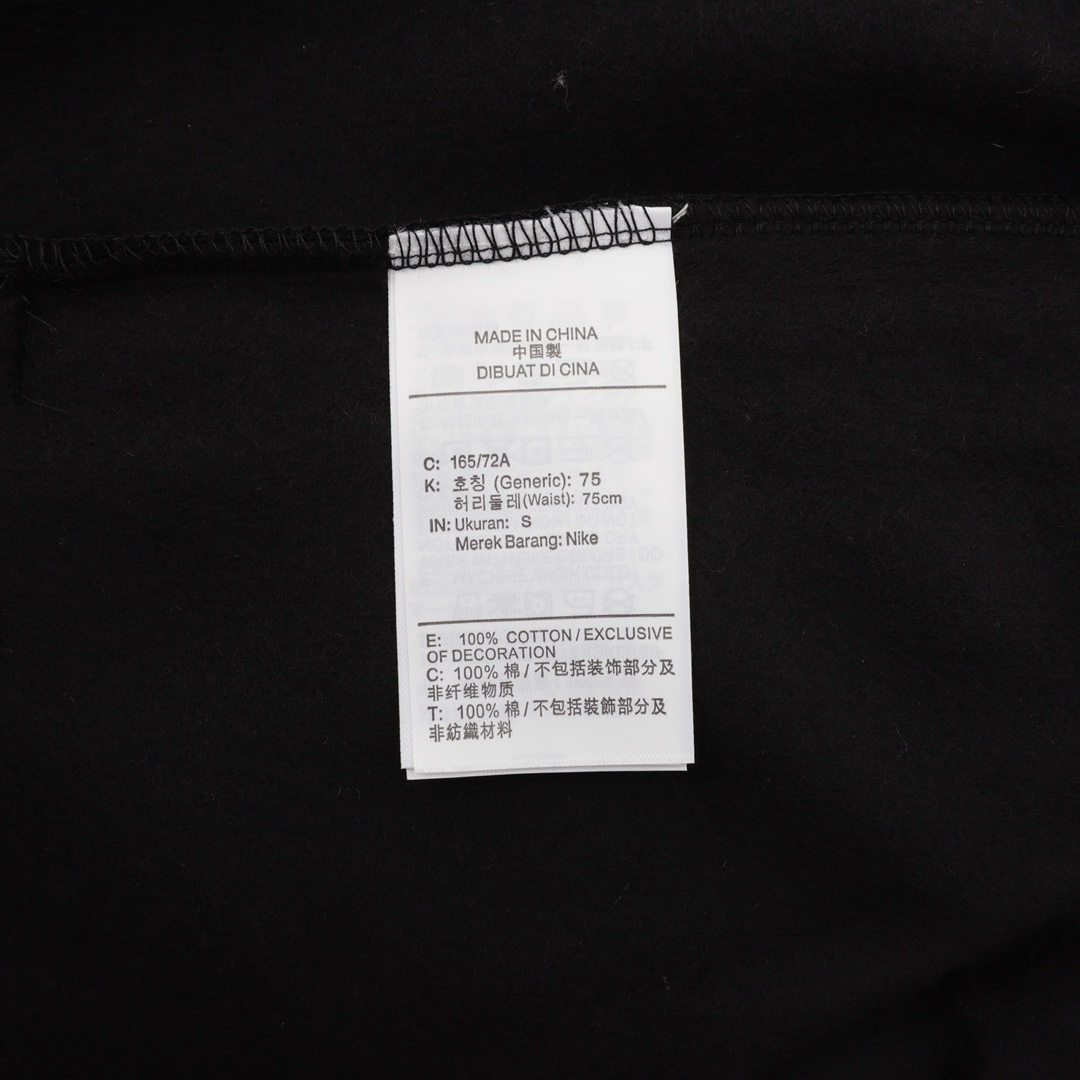 MADE IN CHINA
中国製
DIBUAT DI CINA
C: 165/72A
K: 호칭 (Generic): 75
허리둘레(Waist): 75cm
IN: Ukuran: S
Merek Barang: Nike
E: 100% COTTON / EXCLUSIVE
OF DECORATION
C: 100% 棉 / 不包括装饰部分及
非纤维物质
T: 100% 棉 / 不包括裝飾部分及
非紡織材料